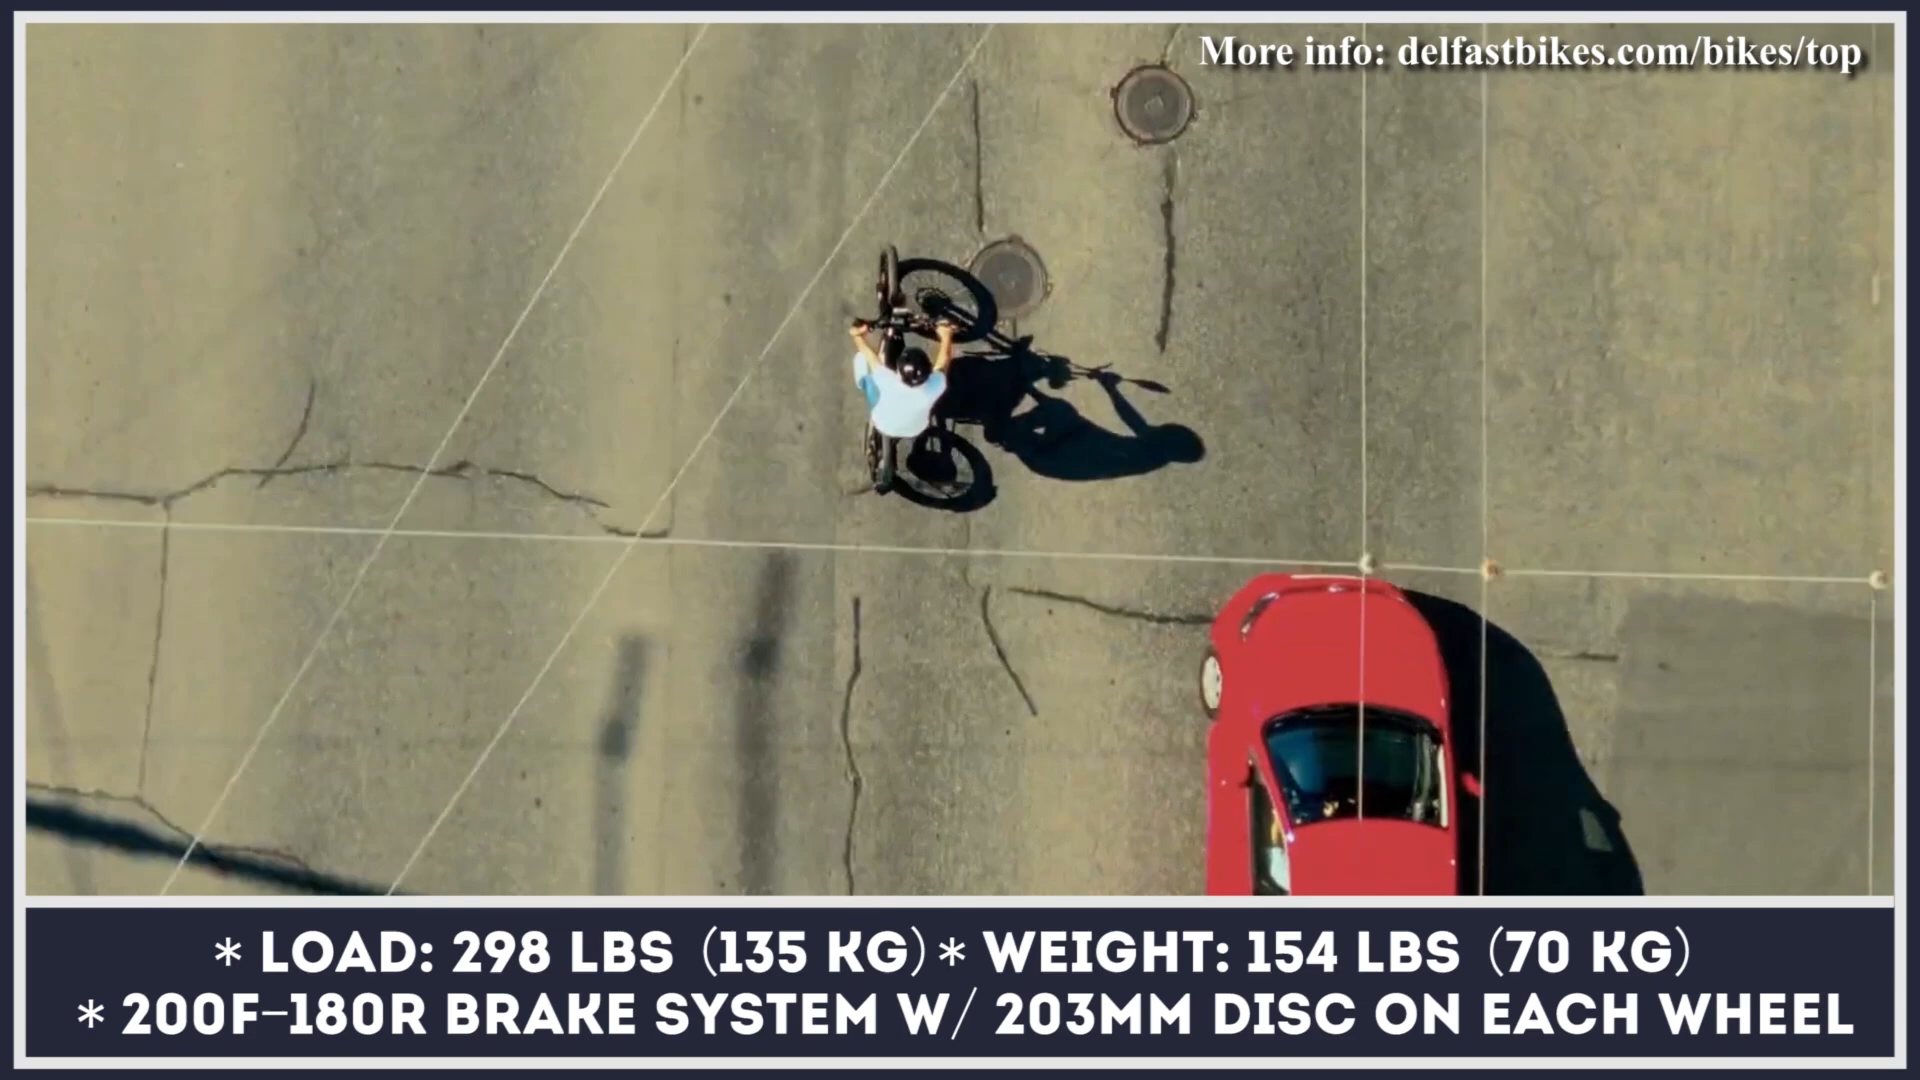 More info: delfastbikes.com/bikes/top
* LOAD: 298 LBS (135 KG) * WEIGHT: 154 LBS (70 KG)
* 200F-180R BRAKE SYSTEM W/ 203MM DISC ON EACH WHEEL